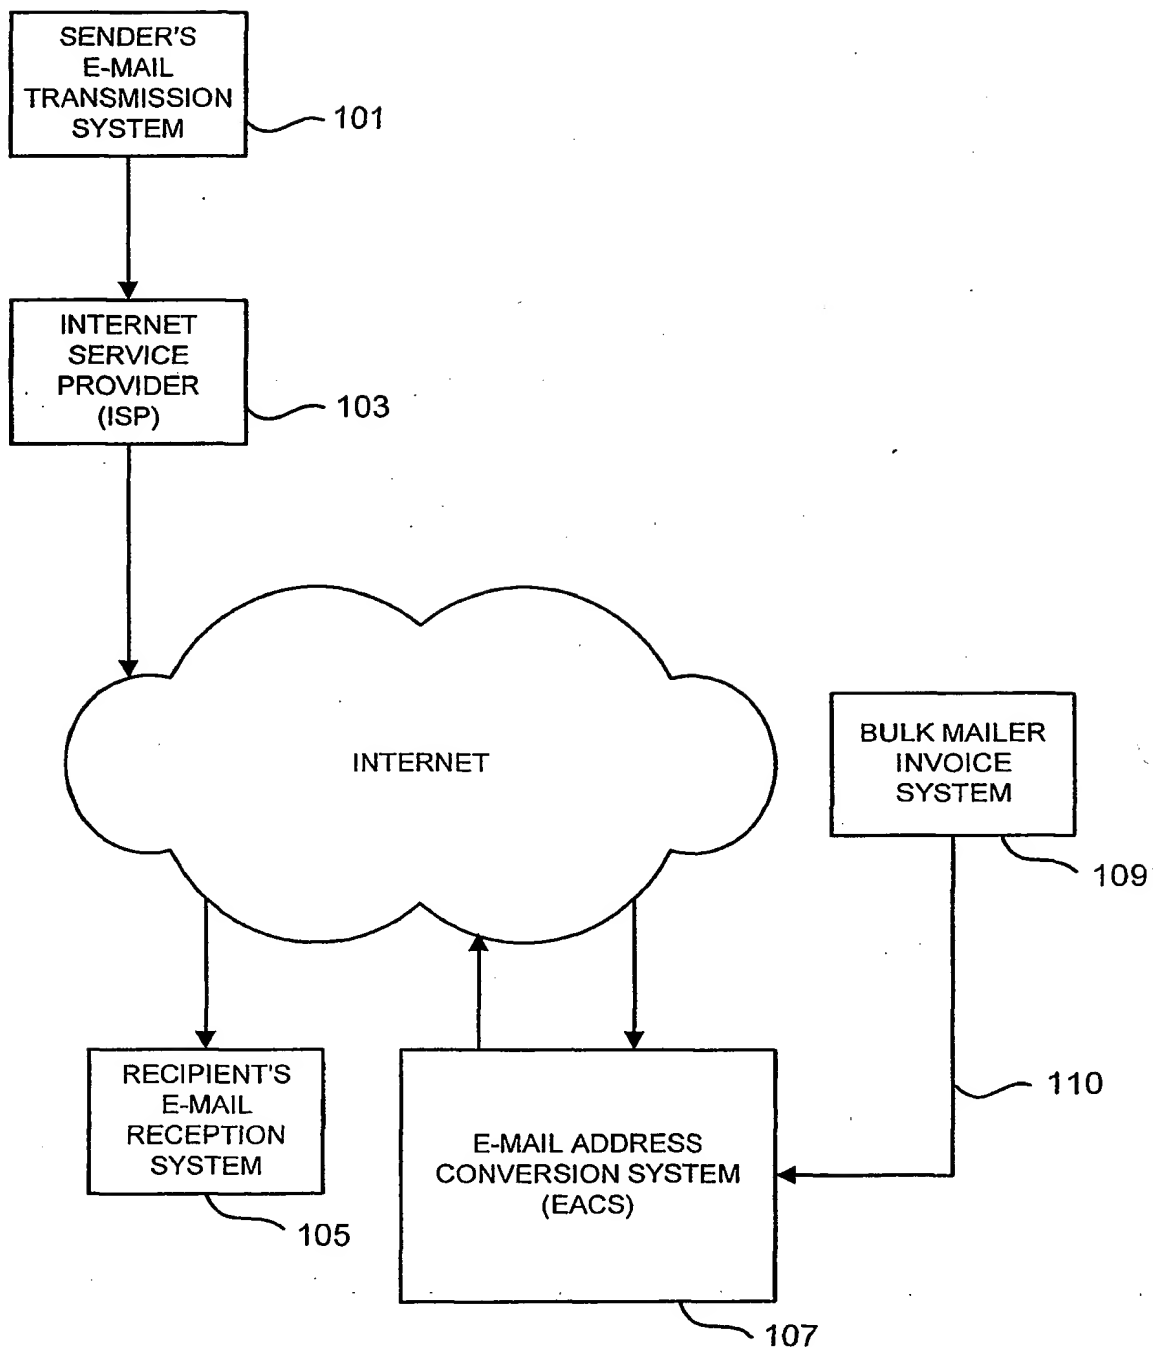 SENDER'S
E-MAIL
TRANSMISSION
SYSTEM
101
INTERNET
SERVICE
PROVIDER
(ISP)
103
INTERNET
BULK MAILER
INVOICE
SYSTEM
109
RECIPIENT'S
E-MAIL
RECEPTION
SYSTEM
105
E-MAIL ADDRESS
CONVERSION SYSTEM
(EACS)
110
107